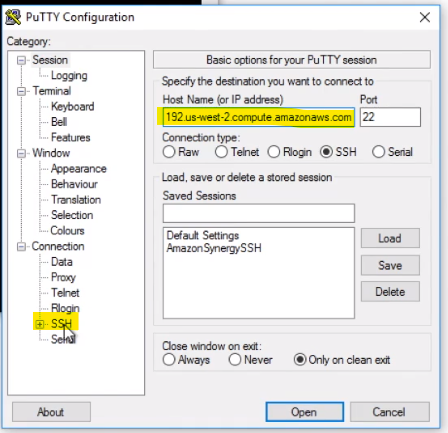 PuTTY Configuration
Category:
Session
Logging
Terminal
Keyboard
Bell
Features
Window
Appearance
Behaviour
Translation
Selection
Colours
Connection
Data
Proxy
Telnet
Rlogin
SSH
Serial
Basic options for your PuTTY session
Specify the destination you want to connect to
Host Name (or IP address) Port
192.us-west-2.compute.amazonaws.com 22
Connection type:
Raw Telnet Rlogin SSH Serial
Load, save or delete a stored session
Saved Sessions
Default Settings
AmazonSynergySSH
Load
Save
Delete
Close window on exit:
Always Never Only on clean exit
About Open Cancel